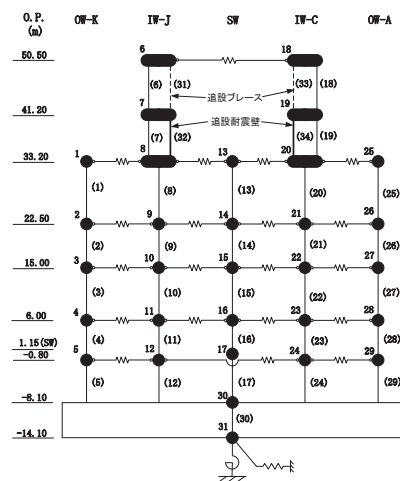 O.P. OW-K IW-J SW IW-C OW-A
(m)
6 18
50.50
(6) (31) (33) (18)
追設ブレース
7 19
41.20
追設耐震壁
(7) (32) (34) (19)
33.20 1 8 13 20 25
(1) (8) (13) (20) (25)
22.50 2 9 14 21 26
(2) (9) (14) (21) (26)
15.00 3 10 15 22 27
(3) (10) (15) (22) (27)
6.00 4 11 16 23 28
1.15(SW) (4) (11) (16) (23) (28)
-0.80 5 12 17 24 29
(5) (12) (17) (24) (29)
-8.10 30
(30)
-14.10 31